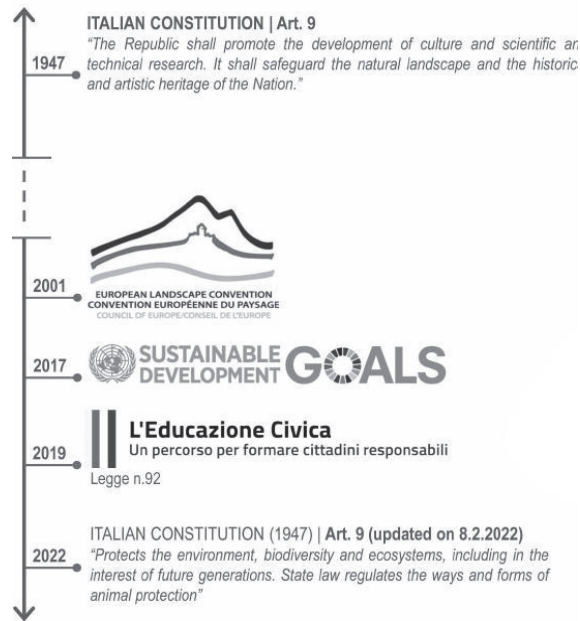 ITALIAN CONSTITUTION | Art. 9
"The Republic shall promote the development of culture and scientific an
1947
technical research. It shall safeguard the natural landscape and the historica
and artistic heritage of the Nation."
2001
EUROPEAN LANDSCAPE CONVENTION
CONVENTION EUROPÉENNE DU PAYSAGE
COUNCIL OF EUROPE/CONSEIL DE L'EUROPE
2017
SUSTAINABLE
DEVELOPMENT
GOALS
2019
L'Educazione Civica
Un percorso per formare cittadini responsabili
Legge n.92
ITALIAN CONSTITUTION (1947) | Art. 9 (updated on 8.2.2022)
2022
"Protects the environment, biodiversity and ecosystems, including in the
interest of future generations. State law regulates the ways and forms of
animal protection"